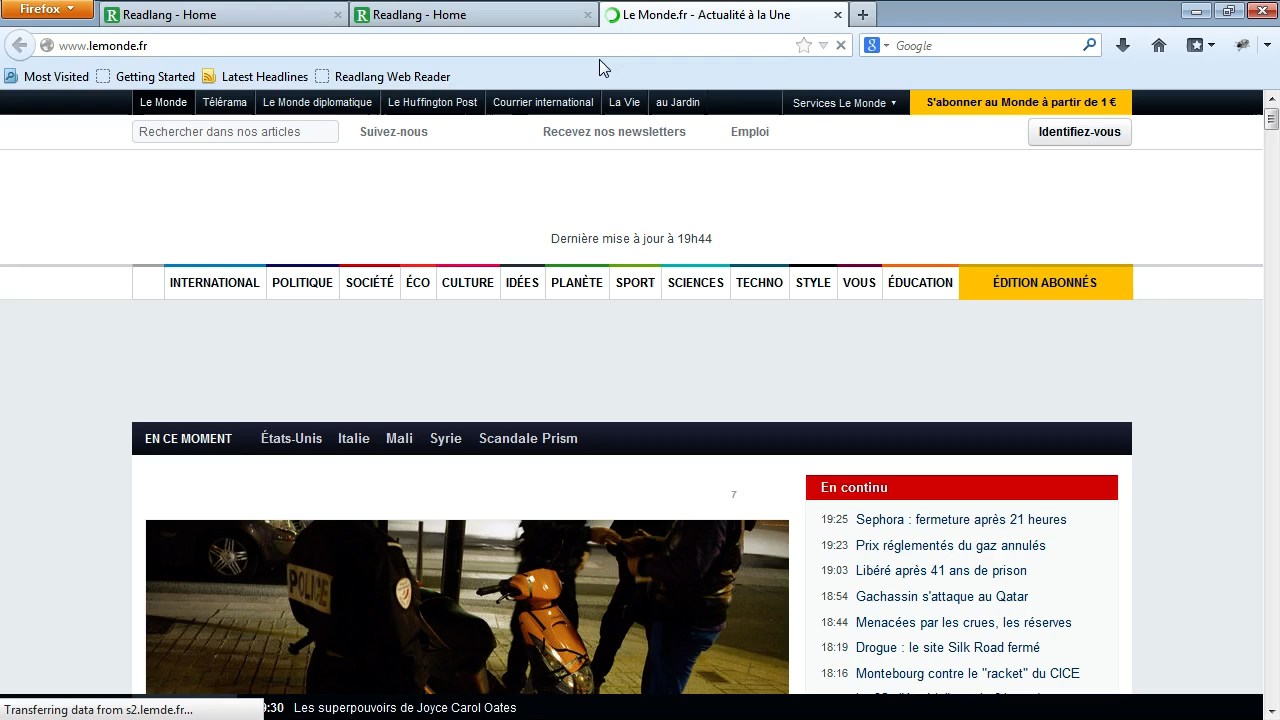 Firefox
Readlang - Home
Readlang - Home
Le Monde.fr - Actualité à la Une
www.lemonde.fr
Google
Most Visited
Getting Started
Latest Headlines
Readlang Web Reader
Le Monde
Télérama
Le Monde diplomatique
Le Huffington Post
Courrier international
La Vie
au Jardin
Services Le Monde
S'abonner au Monde à partir de 1 €
Rechercher dans nos articles
Suivez-nous
Recevez nos newsletters
Emploi
Identifiez-vous
Dernière mise à jour à 19h44
INTERNATIONAL
POLITIQUE
SOCIÉTÉ
ÉCO
CULTURE
IDÉES
PLANÈTE
SPORT
SCIENCES
TECHNO
STYLE
VOUS
ÉDUCATION
ÉDITION ABONNÉS
EN CE MOMENT
États-Unis
Italie
Mali
Syrie
Scandale Prism
7
POLICE
En continu
19:25 Sephora : fermeture après 21 heures
19:23 Prix réglementés du gaz annulés
19:03 Libéré après 41 ans de prison
18:54 Gachassin s'attaque au Qatar
18:44 Menacées par les crues, les réserves
18:19 Drogue : le site Silk Road fermé
18:16 Montebourg contre le "racket" du CICE
Transferring data from s2.lemde.fr...
:30 Les superpouvoirs de Joyce Carol Oates